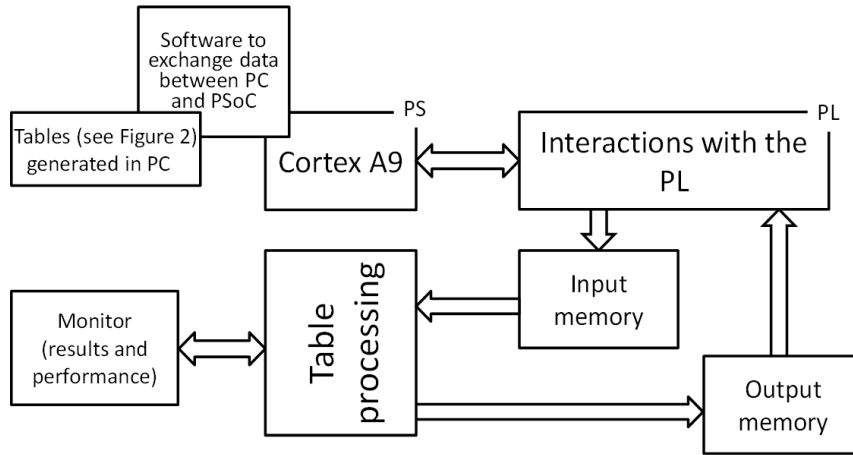 Software to
exchange data
between PC
and PSoC
PS
PL
Tables (see Figure 2)
generated in PC
Cortex A9
Interactions with the
PL
Table
processing
Input
memory
Monitor
(results and
performance)
Output
memory